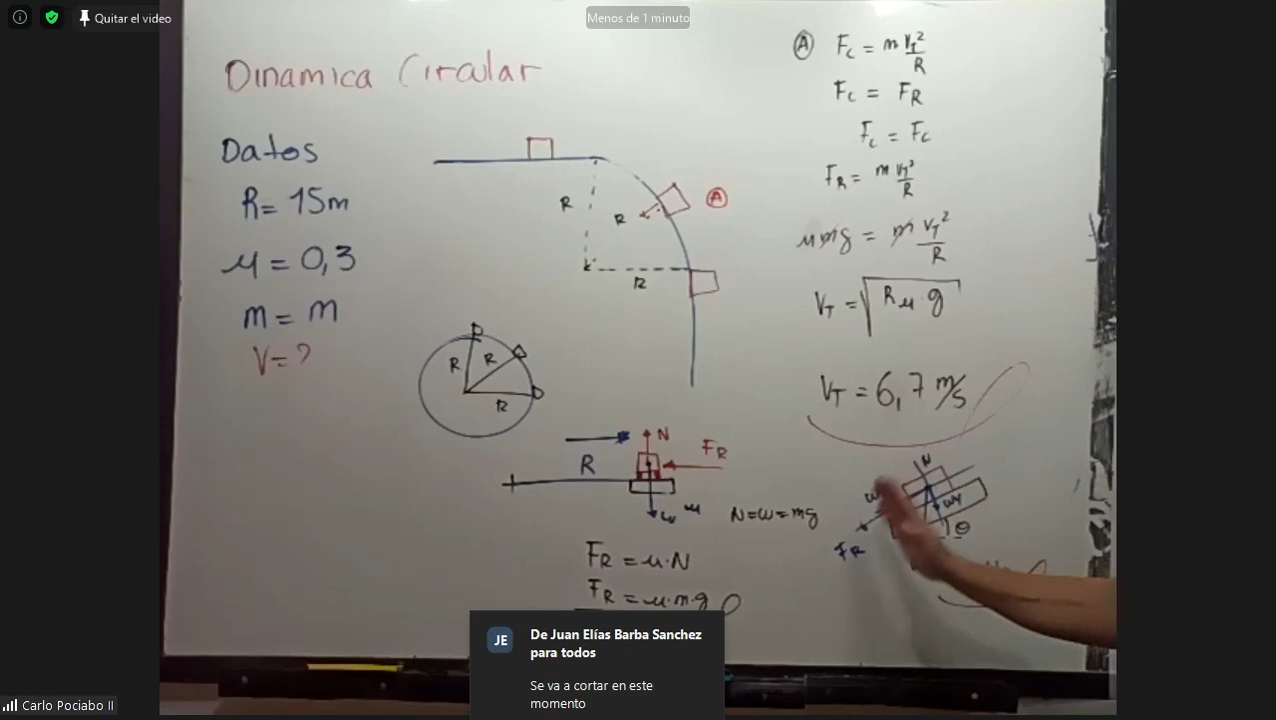 Quitar el video
Menos de 1 minuto
DINAMICA CirculAr
Datos
R = 15m
μ = 0,3
m = m
V = ?
R
R
R
A
R
R
R
N
FR
R
W
N = W = mg
FR = μ·N
FR = μ·m·g
A Fc = m VT²/R
Fc = FR
Fc = Fc
FR = m VT²/R
μmg = m VT²/R
VT = √Rμg
VT = 6,7 m/s
N
Wy
θ
FR
JE
De Juan Elías Barba Sanchez
para todos
Se va a cortar en este
momento
Carlo Pociabo II